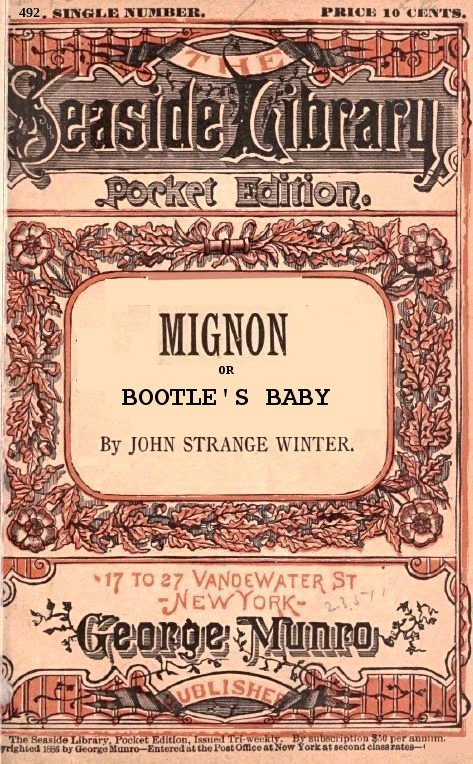 492 . SINGLE NUMBER. PRICE 10 CENTS.
THE
Seaside Library
Pocket Edition.
MIGNON
OR
BOOTLE'S BABY
By JOHN STRANGE WINTER.
17 TO 27 VANDEWATER ST
-NEW YORK-
George Munro
PUBLISHER
The Seaside Library, Pocket Edition, Issued Tri-weekly. By subscription $50 per annum.
yrighted 1886 by George Munro—Entered at the Post Office at New York at second class rates—